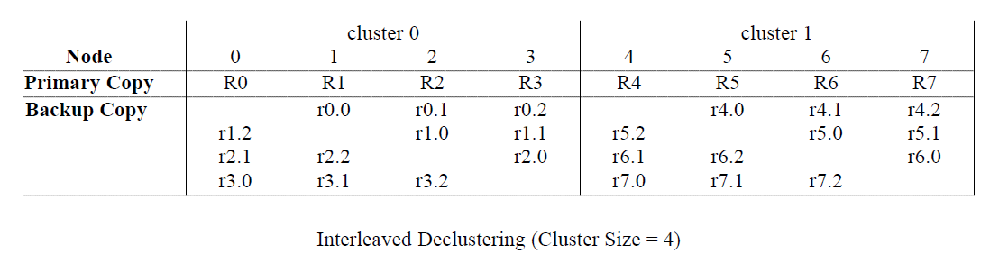 cluster 0 cluster 1
Node 0 1 2 3 4 5 6 7
Primary Copy R0 R1 R2 R3 R4 R5 R6 R7
Backup Copy r0.0 r0.1 r0.2 r4.0 r4.1 r4.2
r1.2 r1.0 r1.1 r5.2 r5.0 r5.1
r2.1 r2.2 r2.0 r6.1 r6.2 r6.0
r3.0 r3.1 r3.2 r7.0 r7.1 r7.2
Interleaved Declustering (Cluster Size = 4)